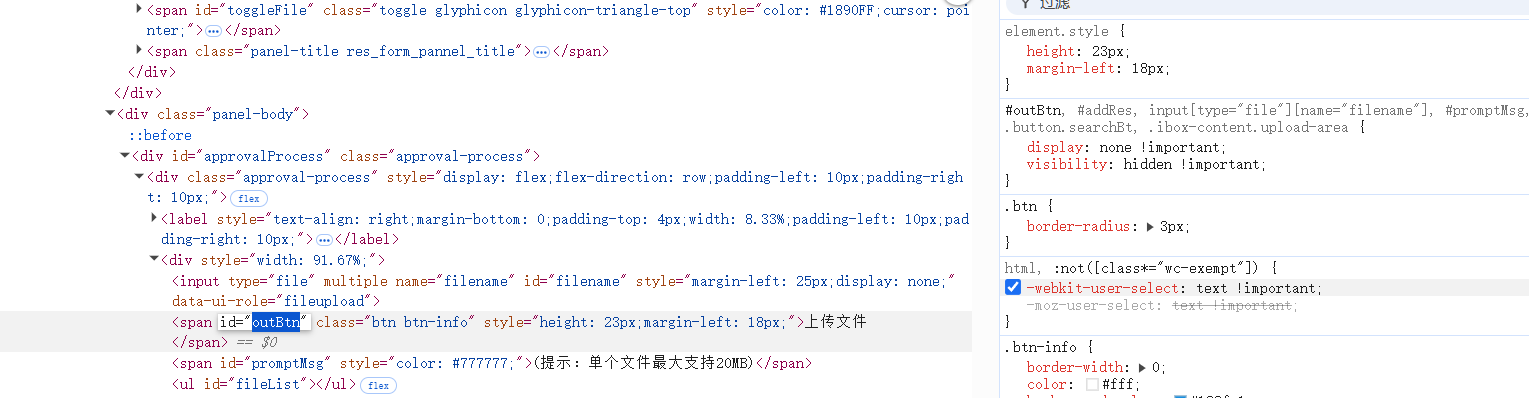 <span id="toggleFile" class="toggle glyphicon glyphicon-triangle-top" style="color: #1890FF;cursor: poi
nter;">…</span>
<span class="panel-title res_form_pannel_title">…</span>
</div>
</div>
<div class="panel-body">
::before
<div id="approvalProcess" class="approval-process">
<div class="approval-process" style="display: flex;flex-direction: row;padding-left: 10px;padding-righ
t: 10px;"> flex
<label style="text-align: right;margin-bottom: 0;padding-top: 4px;width: 8.33%;padding-left: 10px;pad
ding-right: 10px;">…</label>
<div style="width: 91.67%;">
<input type="file" multiple name="filename" id="filename" style="margin-left: 25px;display: none;"
data-ui-role="fileupload">
<span id="outBtn" class="btn btn-info" style="height: 23px;margin-left: 18px;">上传文件
</span> == $0
<span id="promptMsg" style="color: #777777;">(提示：单个文件最大支持20MB)</span>
<ul id="fileList"></ul> flex
过滤
element.style {
height: 23px;
margin-left: 18px;
}
#outBtn, #addRes, input[type="file"][name="filename"], #promptMsg,
.button.searchBt, .ibox-content.upload-area {
display: none !important;
visibility: hidden !important;
}
.btn {
border-radius: 3px;
}
html, :not([class*="wc-exempt"]) {
-webkit-user-select: text !important;
-moz-user-select: text !important;
}
.btn-info {
border-width: 0;
color: #fff;